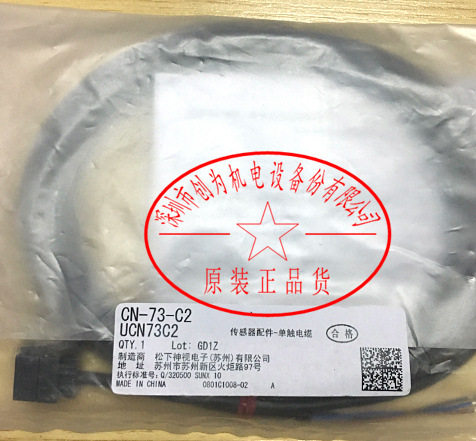 深圳市创为机电设备份有限公司
原装正品货
CN-73-C2
UCN73C2
传感器配件-单触电缆
合格
QTY.1 Lot: GD1Z
制造商 松下神视电子(苏州)有限公司
地 址 苏州市苏州新区火炬路97号
执行标准号: Q/320500 SUNX 10
MADE IN CHINA 0801CI008-02 A